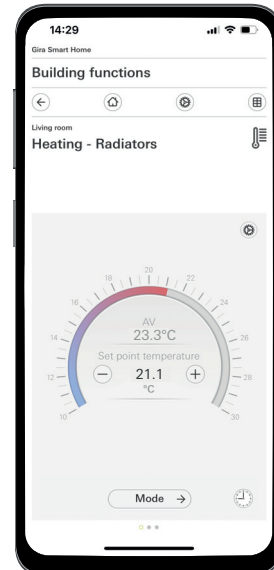 14:29
Gira Smart Home
Building functions
Living room
Heating - Radiators
10
12
14
16
18
20
22
24
26
28
30
AV
23.3°C
Set point temperature
21.1
°C
Mode